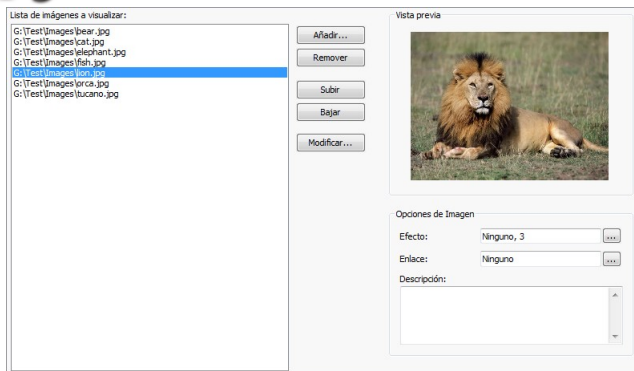 Lista de imágenes a visualizar:
G:\Test\Images\bear.jpg
G:\Test\Images\cat.jpg
G:\Test\Images\elephant.jpg
G:\Test\Images\fish.jpg
G:\Test\Images\lion.jpg
G:\Test\Images\orca.jpg
G:\Test\Images\tucano.jpg
Añadir...
Remover
Subir
Bajar
Modificar...
Vista previa
Opciones de Imagen
Efecto: Ninguno, 3 ...
Enlace: Ninguno ...
Descripción: